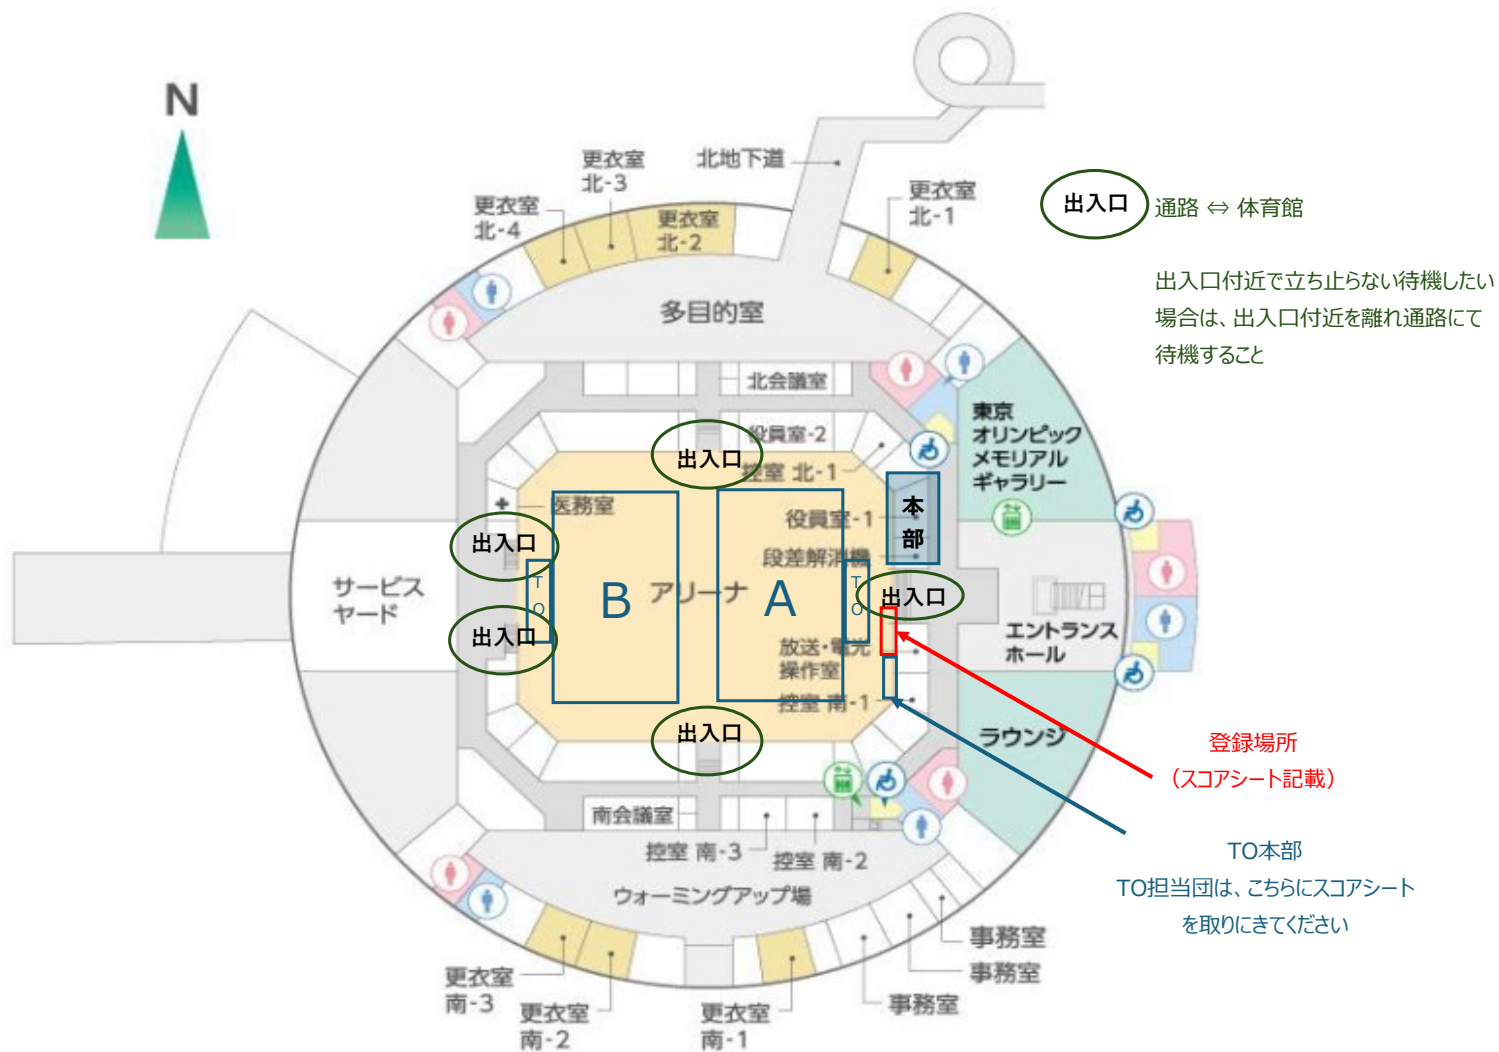 N
更衣室
北-3
北地下道
更衣室
北-4
更衣室
北-2
更衣室
北-1
出入口
通路 ⇔ 体育館
出入口付近で立ち止らない待機したい
場合は、出入口付近を離れ通路にて
待機すること
多目的室
北会議室
役員室-2
出入口
控室 北-1
東京
オリンピック
メモリアル
ギャラリー
医務室
役員室-1
本
部
段差解消機
出入口
サービス
ヤード
T
O
B
アリーナ
A
T
O
出入口
出入口
エントランス
ホール
放送・電光
操作室
控室 南-1
出入口
ラウンジ
登録場所
（スコアシート記載）
南会議室
控室 南-3
控室 南-2
TO本部
TO担当団は、こちらにスコアシート
を取りにきてください
ウォーミングアップ場
事務室
事務室
事務室
更衣室
南-3
更衣室
南-2
更衣室
南-1